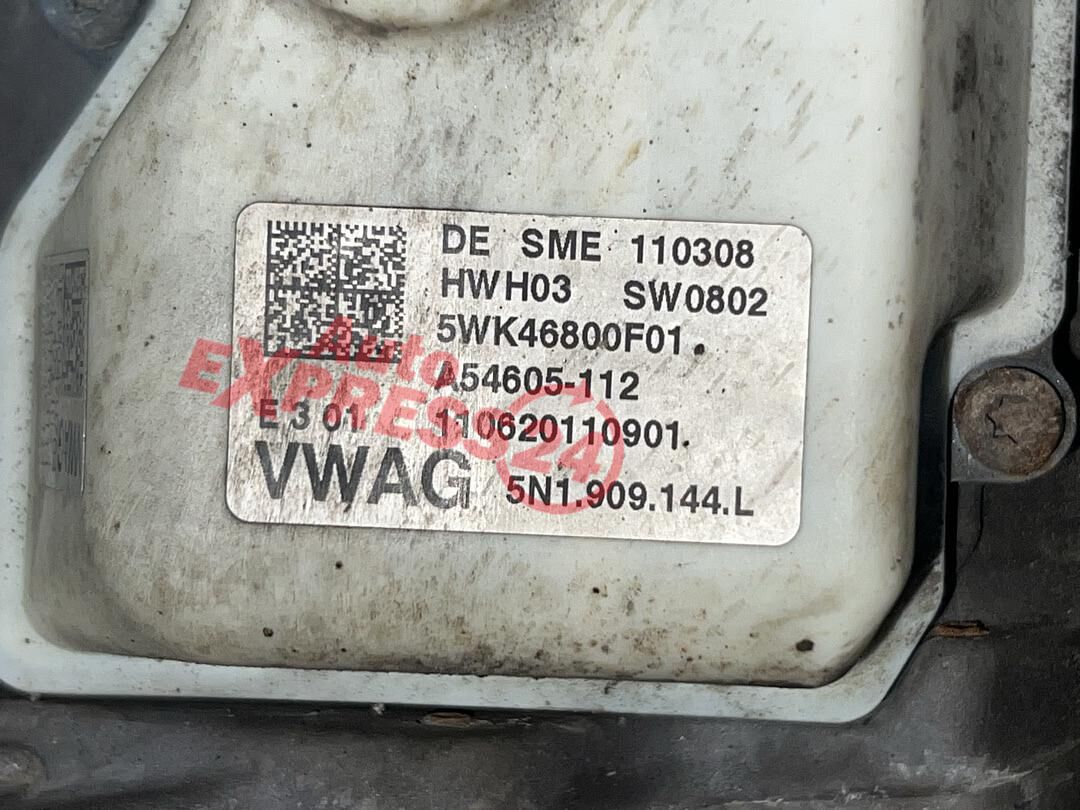 DE SME 110308
HWH03 SW0802
5WK46800F01.
A54605-112
E 3 01 110620110901.
VWAG 5N1.909.144.L
Auto
EXPRESS24